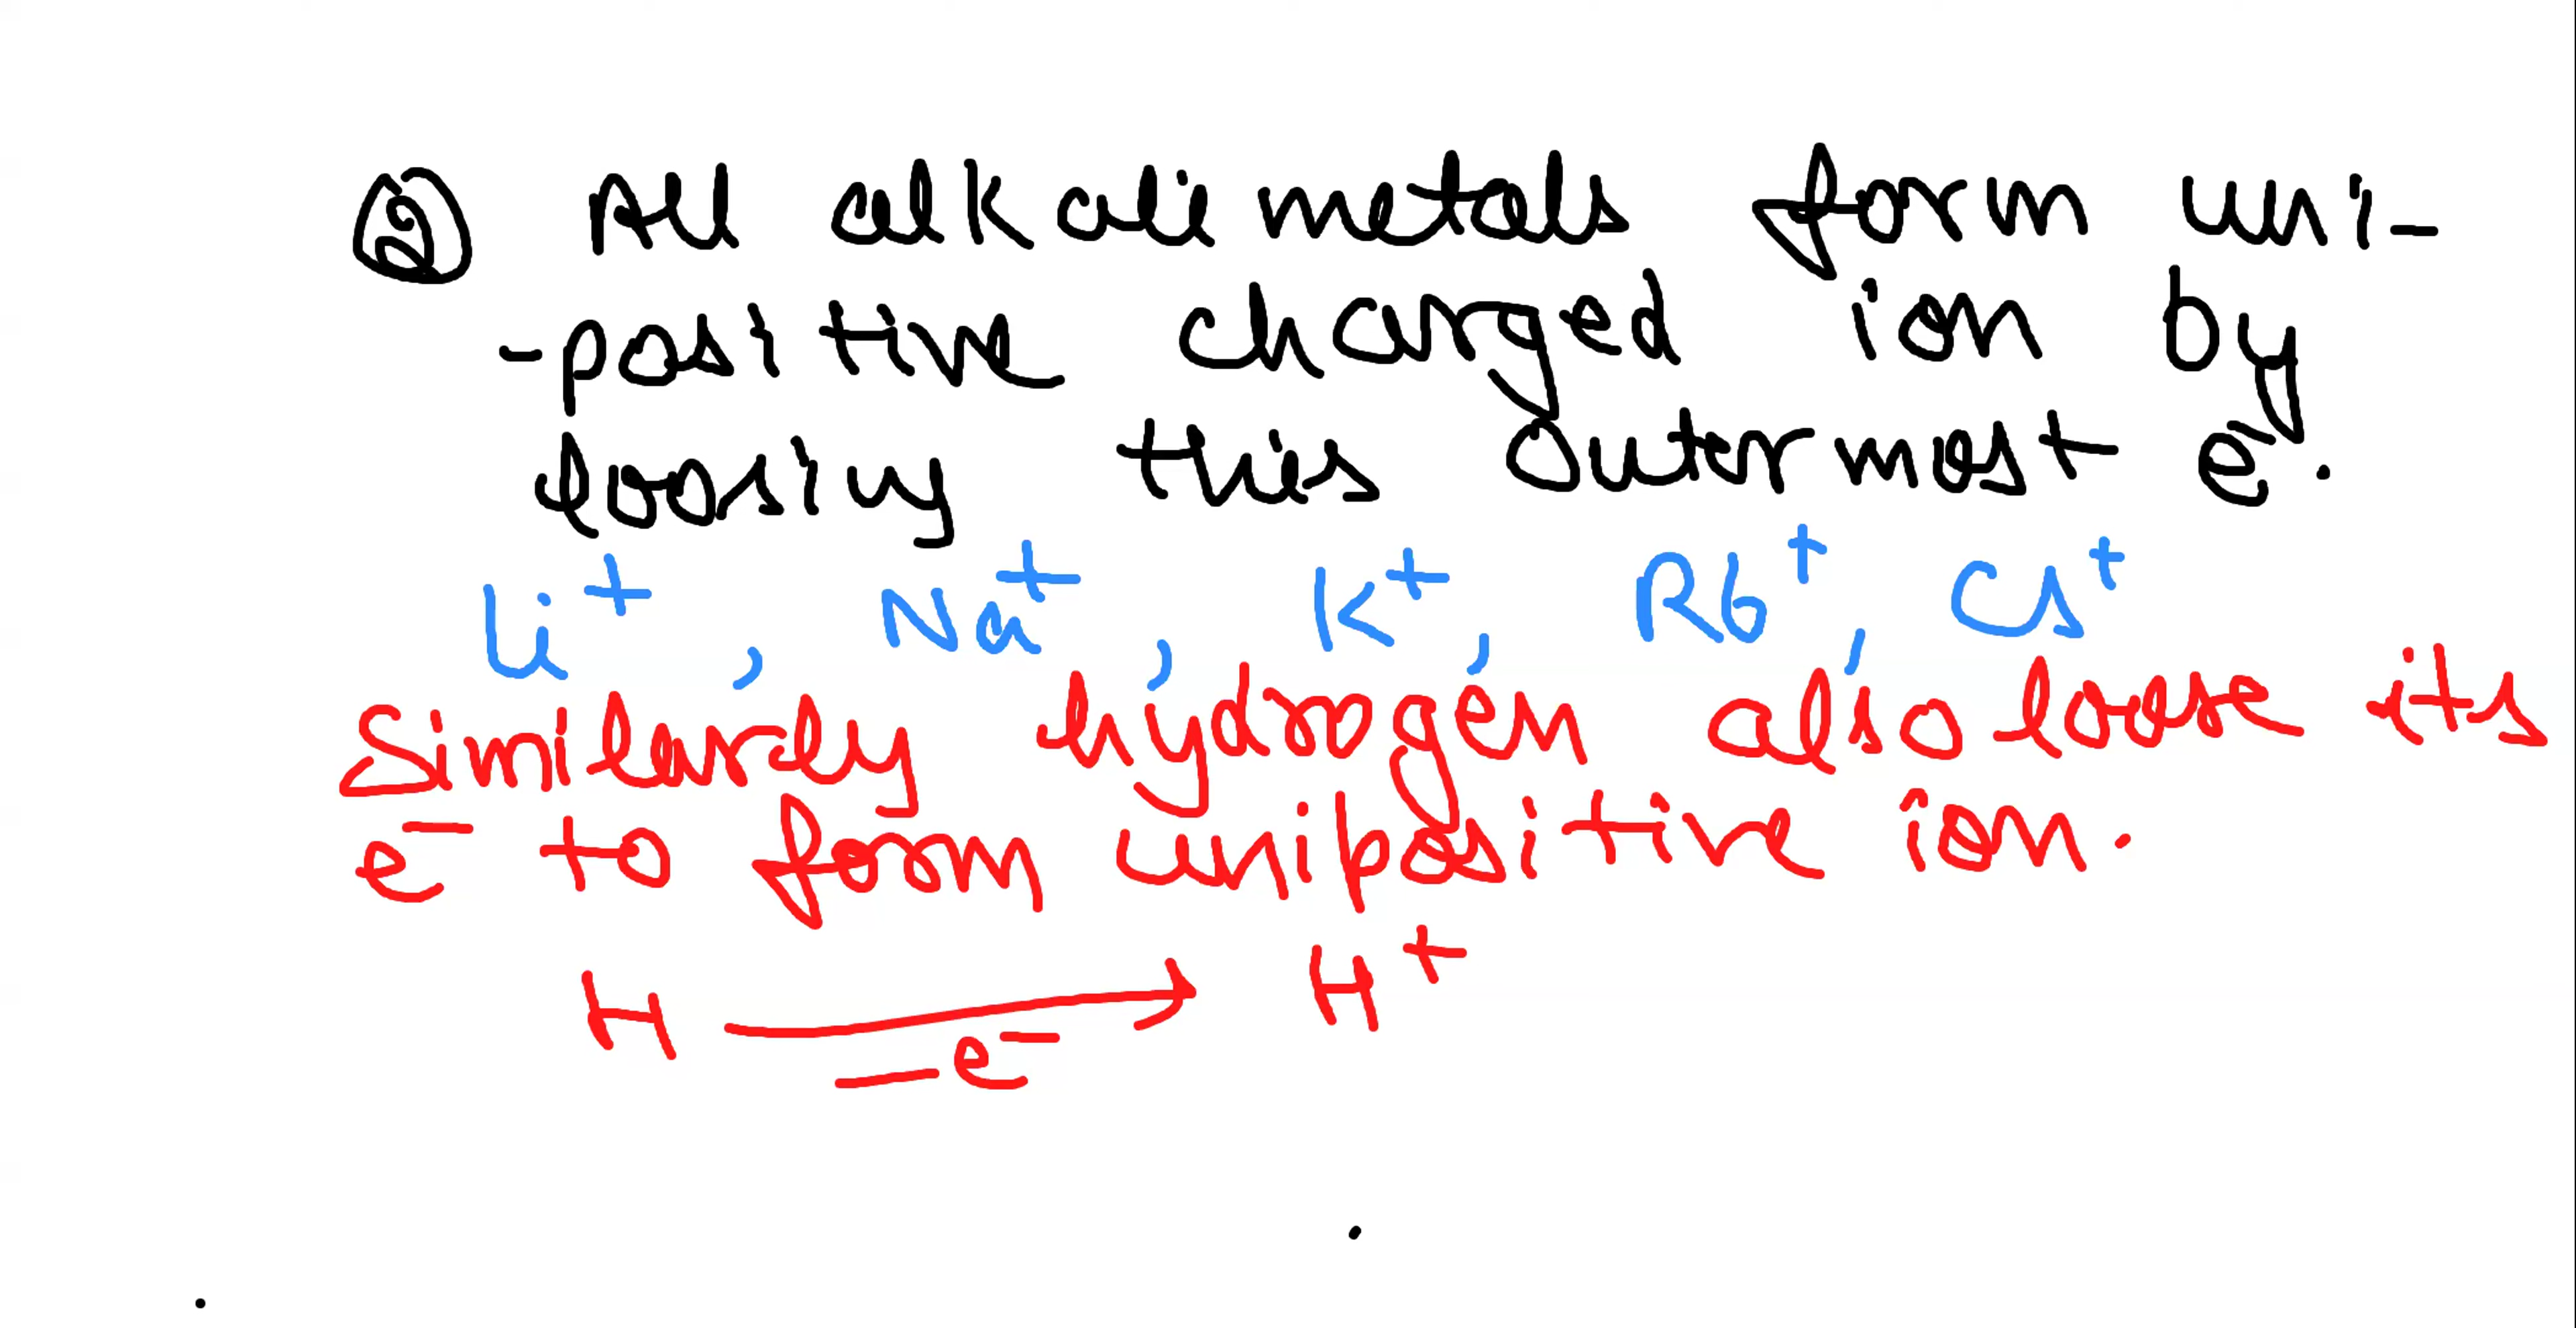 ② All alkali metals form uni-
-positive charged ion by
loosing this outermost e⁻.
Li⁺, Na⁺, K⁺, Rb⁺, Cs⁺
Similarly hydrogen also loose its
e⁻ to form unipositive ion.
H ⟶ H⁺
–e⁻